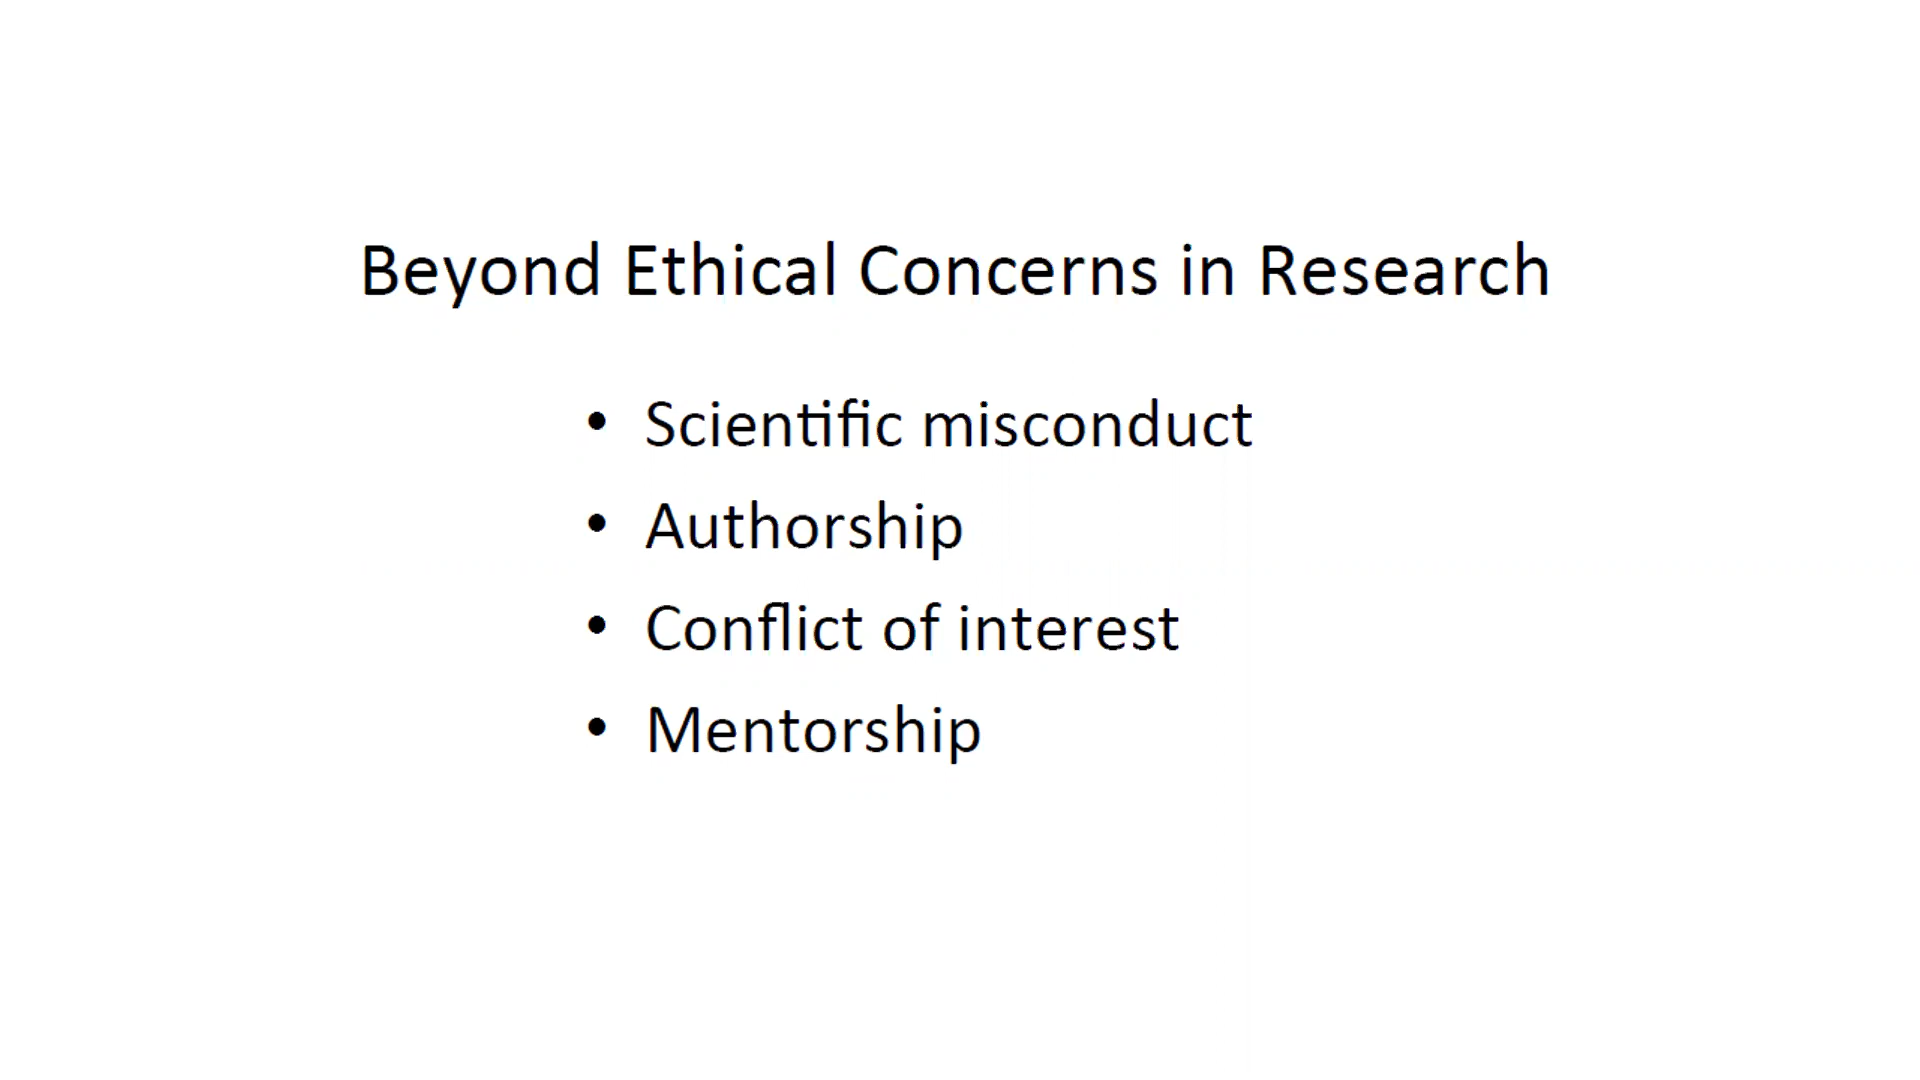 Beyond Ethical Concerns in Research
• Scientific misconduct
• Authorship
• Conflict of interest
• Mentorship